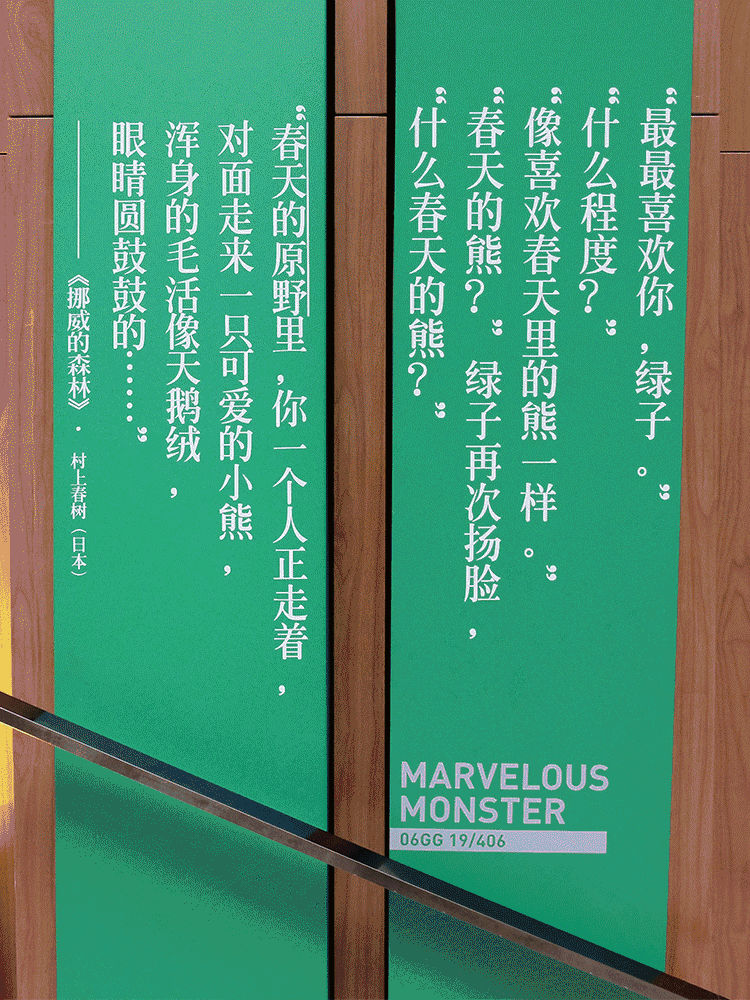 “最最喜欢你，绿子。”
“什么程度？”
“像喜欢春天里的熊一样。”
“春天的熊？”绿子再次扬脸，
“什么春天的熊？”
“春天的原野里，你一个人正走着，
对面走来一只可爱的小熊，
浑身的毛活像天鹅绒，
眼睛圆鼓鼓的……”
——《挪威的森林》·村上春树（日本）
MARVELOUS
MONSTER
06GG 19/406